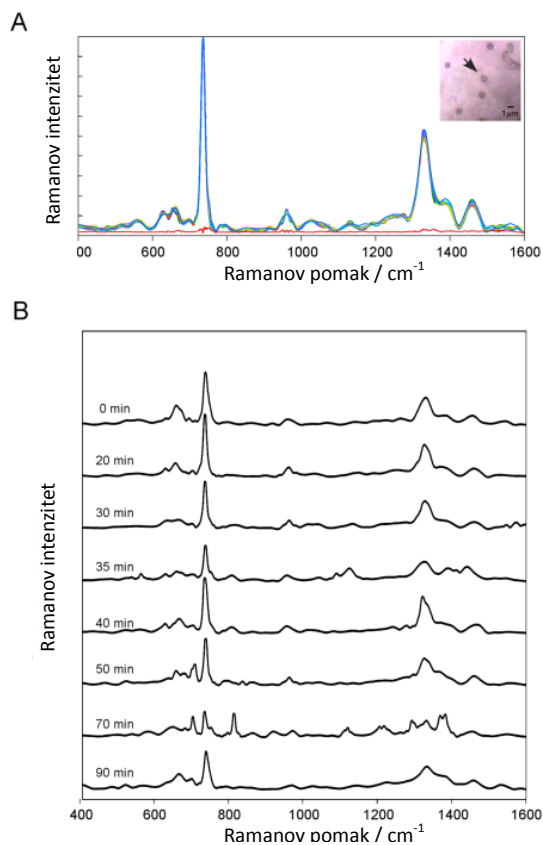 A
Ramanov intenzitet
1μm
00 600 800 1000 1200 1400 1600
Ramanov pomak / cm-1
B
Ramanov intenzitet
0 min
20 min
30 min
35 min
40 min
50 min
70 min
90 min
400 600 800 1000 1200 1400 1600
Ramanov pomak / cm-1